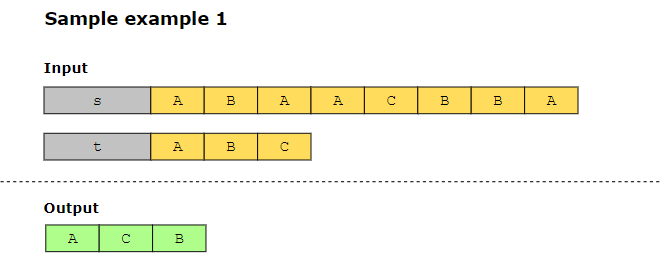 Sample example 1
Input
s A B A A C B B A
t A B C
Output
A C B